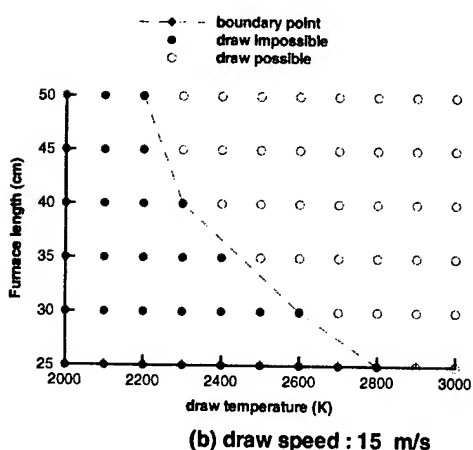 boundary point
draw impossible
draw possible
50
45
40
35
30
25
Furnace length (cm)
2000
2200
2400
2600
2800
3000
draw temperature (K)
(b) draw speed : 15 m/s